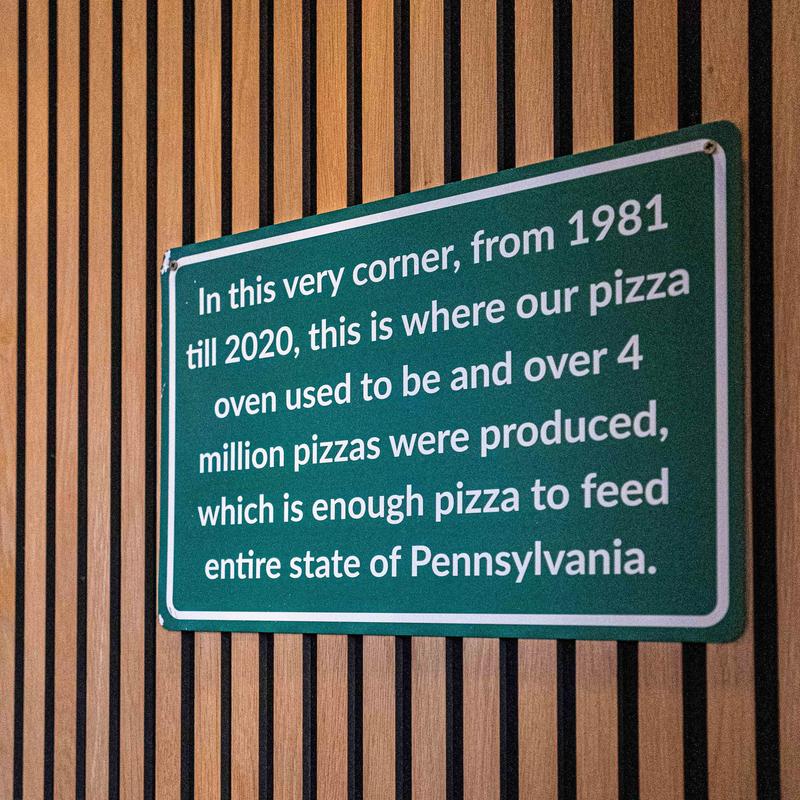 In this very corner, from 1981
till 2020, this is where our pizza
oven used to be and over 4
million pizzas were produced,
which is enough pizza to feed
entire state of Pennsylvania.